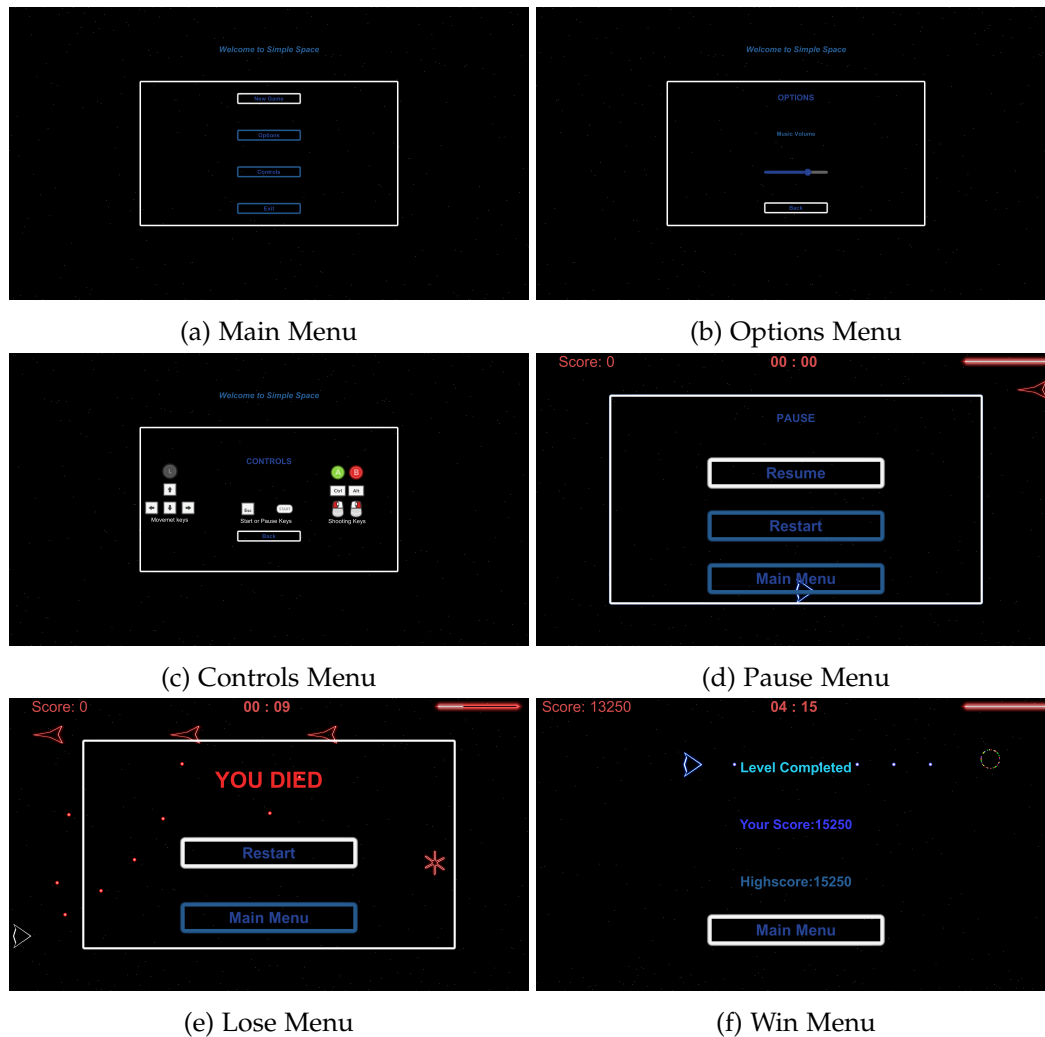 Welcome to Simple Space
New Game
Options
Controls
Exit
(a) Main Menu
Welcome to Simple Space
OPTIONS
Music Volume
Back
(b) Options Menu
Welcome to Simple Space
CONTROLS
L
A B
Ctrl Alt
Esc START
Movemet keys
Start or Pause Keys
Shooting Keys
Back
(c) Controls Menu
Score: 0
00 : 00
PAUSE
Resume
Restart
Main Menu
(d) Pause Menu
Score: 0
00 : 09
YOU DIED
Restart
Main Menu
(e) Lose Menu
Score: 13250
04 : 15
Level Completed
Your Score:15250
Highscore:15250
Main Menu
(f) Win Menu